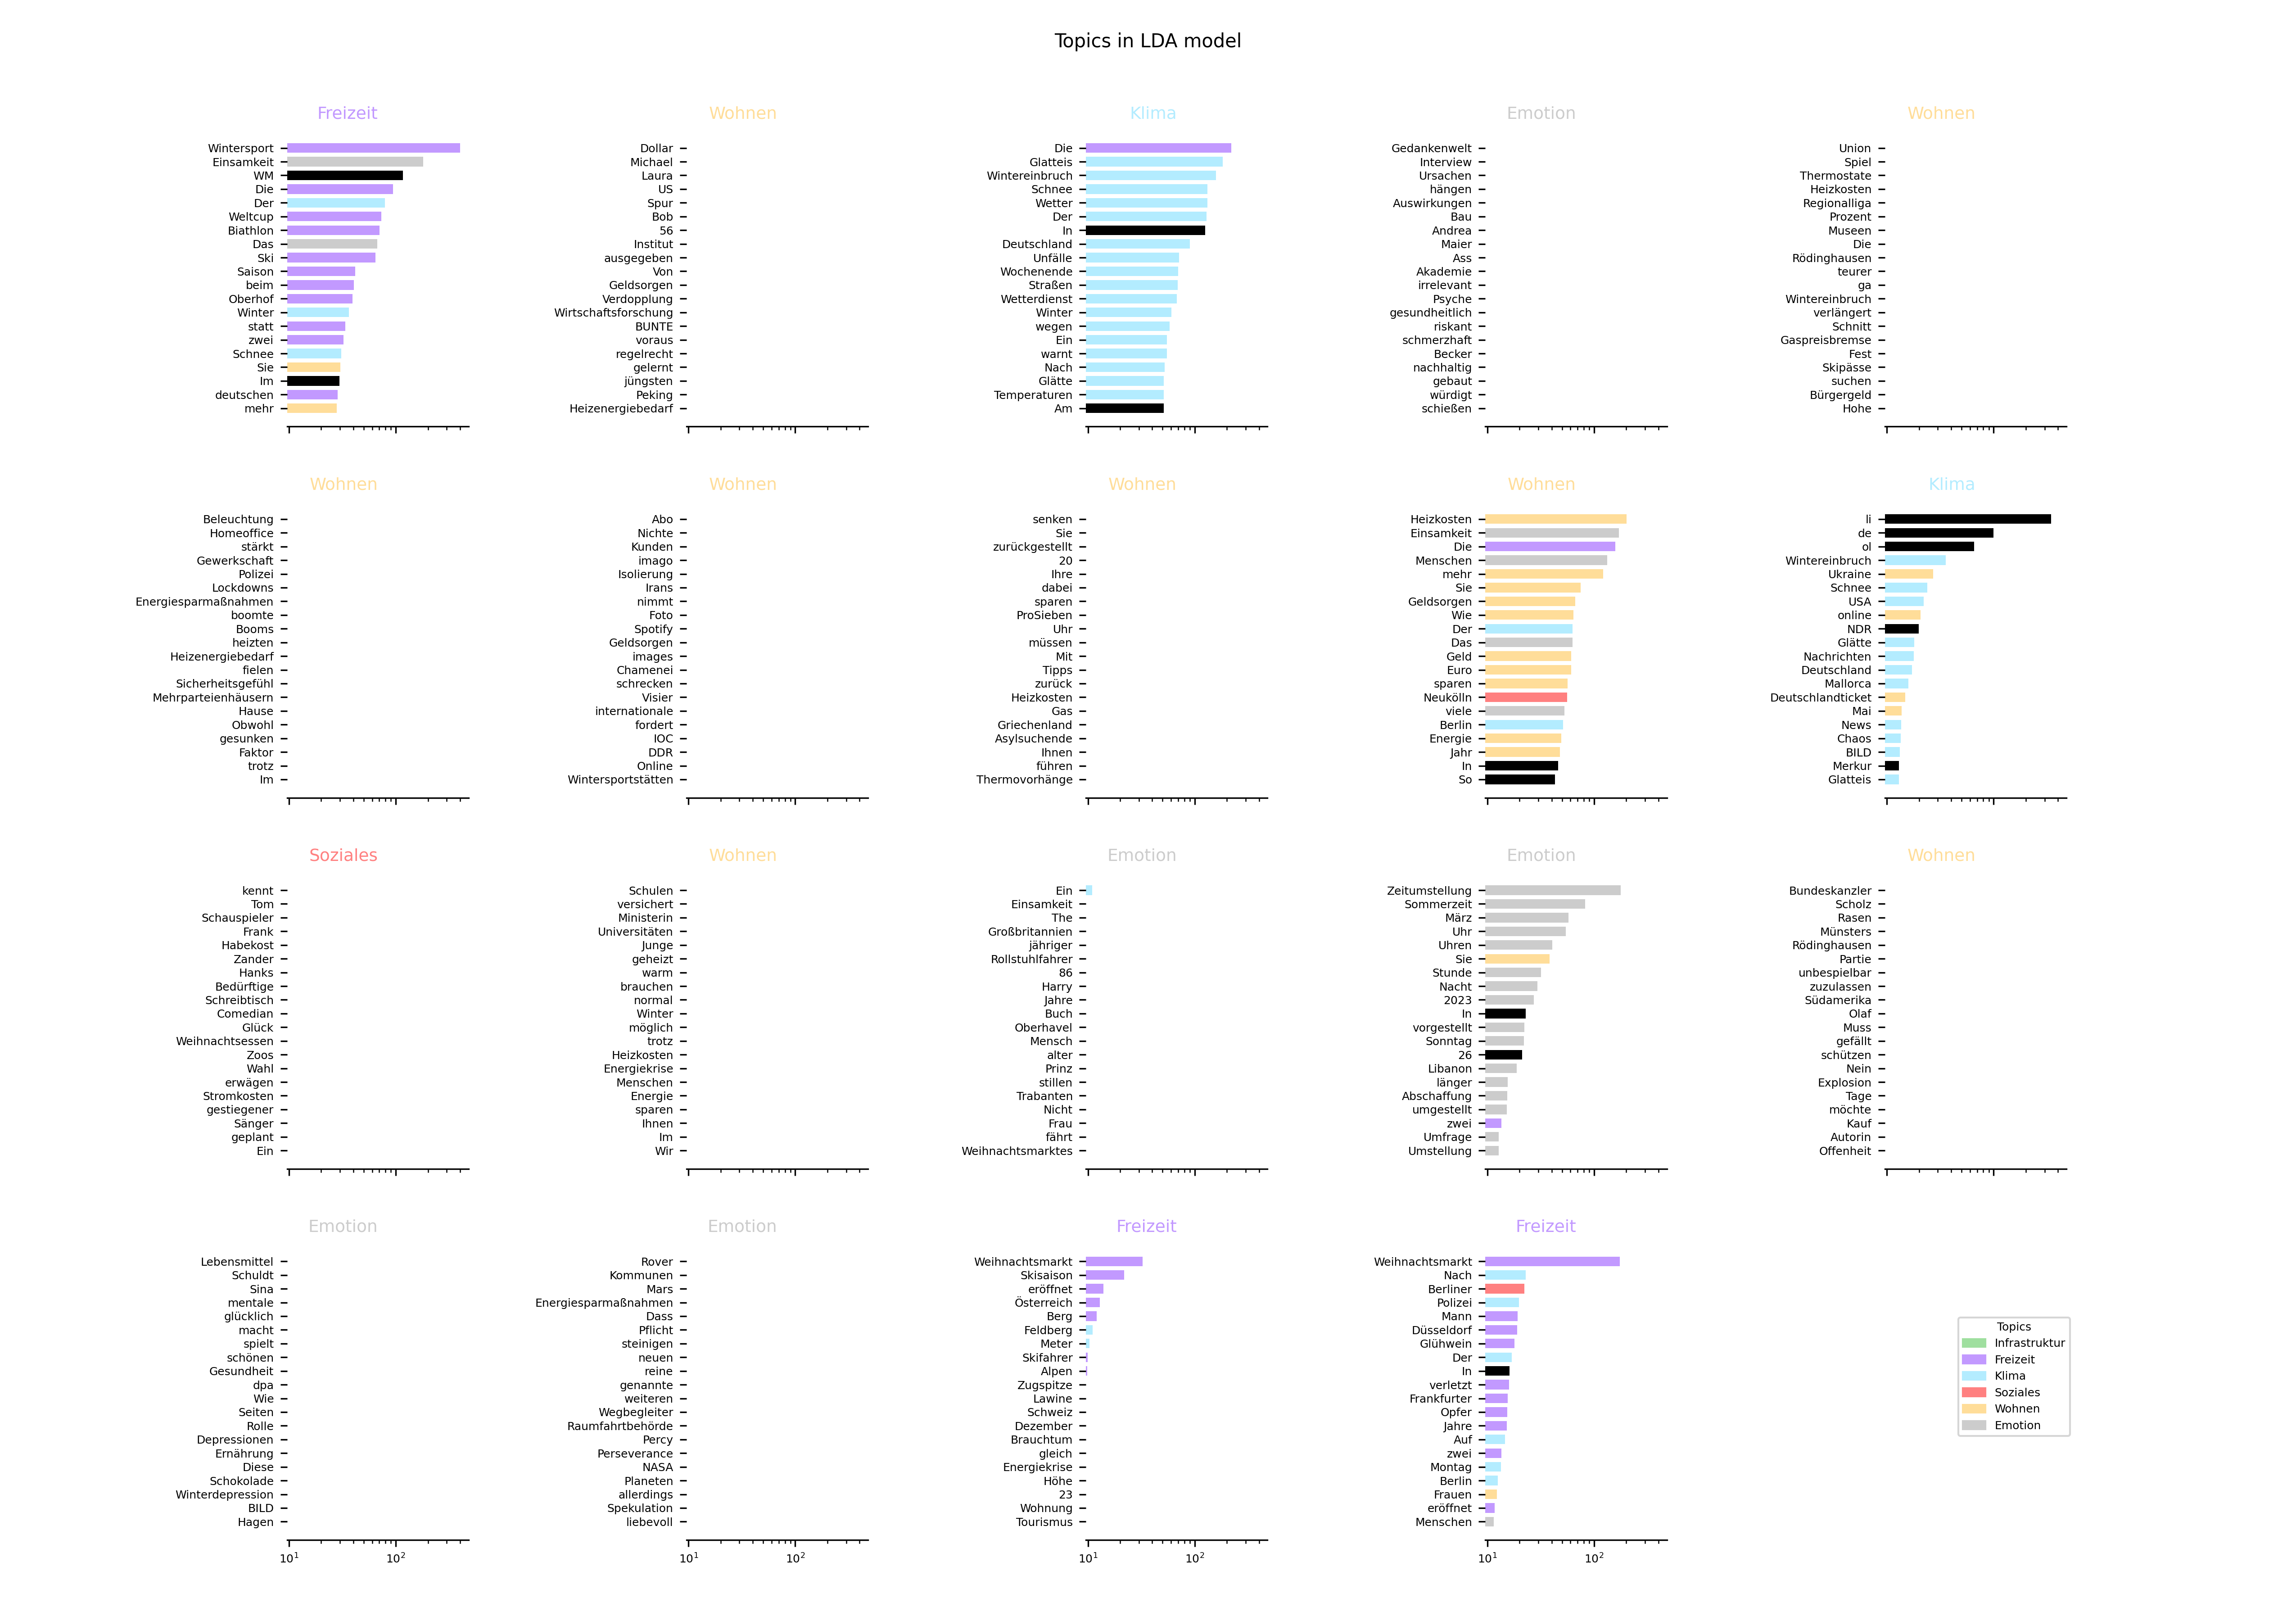 Topics in LDA model
Freizeit
Wintersport
Einsamkeit
WM
Die
Der
Weltcup
Biathlon
Das
Ski
Saison
beim
Oberhof
Winter
statt
zwei
Schnee
Sie
Im
deutschen
mehr
Wohnen
Dollar
Michael
Laura
US
Spur
Bob
56
Institut
ausgegeben
Von
Geldsorgen
Verdopplung
Wirtschaftsforschung
BUNTE
voraus
regelrecht
gelernt
jüngsten
Peking
Heizenergiebedarf
Klima
Die
Glatteis
Wintereinbruch
Schnee
Wetter
Der
In
Deutschland
Unfälle
Wochenende
Straßen
Wetterdienst
Winter
wegen
Ein
warnt
Nach
Glätte
Temperaturen
Am
Emotion
Gedankenwelt
Interview
Ursachen
hängen
Auswirkungen
Bau
Andrea
Maier
Ass
Akademie
irrelevant
Psyche
gesundheitlich
riskant
schmerzhaft
Becker
nachhaltig
gebaut
würdigt
schießen
Wohnen
Union
Spiel
Thermostate
Heizkosten
Regionalliga
Prozent
Museen
Die
Rödinghausen
teurer
ga
Wintereinbruch
verlängert
Schnitt
Gaspreisbremse
Fest
Skipässe
suchen
Bürgergeld
Hohe
Wohnen
Beleuchtung
Homeoffice
stärkt
Gewerkschaft
Polizei
Lockdowns
Energiesparmaßnahmen
boomte
Booms
heizten
Heizenergiebedarf
fielen
Sicherheitsgefühl
Mehrparteienhäusern
Hause
Obwohl
gesunken
Faktor
trotz
Im
Wohnen
Abo
Nichte
Kunden
imago
Isolierung
Irans
nimmt
Foto
Spotify
Geldsorgen
images
Chamenei
schrecken
Visier
internationale
fordert
IOC
DDR
Online
Wintersportstätten
Wohnen
senken
Sie
zurückgestellt
20
Ihre
dabei
sparen
ProSieben
Uhr
müssen
Mit
Tipps
zurück
Heizkosten
Gas
Griechenland
Asylsuchende
Ihnen
führen
Thermovorhänge
Wohnen
Heizkosten
Einsamkeit
Die
Menschen
mehr
Sie
Geldsorgen
Wie
Der
Das
Geld
Euro
sparen
Neukölln
viele
Berlin
Energie
Jahr
In
So
Klima
li
de
ol
Wintereinbruch
Ukraine
Schnee
USA
online
NDR
Glätte
Nachrichten
Deutschland
Mallorca
Deutschlandticket
Mai
News
Chaos
BILD
Merkur
Glatteis
Soziales
kennt
Tom
Schauspieler
Frank
Habekost
Zander
Hanks
Bedürftige
Schreibtisch
Comedian
Glück
Weihnachtsessen
Zoos
Wahl
erwägen
Stromkosten
gestiegener
Sänger
geplant
Ein
Wohnen
Schulen
versichert
Ministerin
Universitäten
Junge
geheizt
warm
brauchen
normal
Winter
möglich
trotz
Heizkosten
Energiekrise
Menschen
Energie
sparen
Ihnen
Im
Wir
Emotion
Ein
Einsamkeit
The
Großbritannien
jähriger
Rollstuhlfahrer
86
Harry
Jahre
Buch
Oberhavel
Mensch
alter
Prinz
stillen
Trabanten
Nicht
Frau
fährt
Weihnachtsmarktes
Emotion
Zeitumstellung
Sommerzeit
März
Uhr
Uhren
Sie
Stunde
Nacht
2023
In
vorgestellt
Sonntag
26
Libanon
länger
Abschaffung
umgestellt
zwei
Umfrage
Umstellung
Wohnen
Bundeskanzler
Scholz
Rasen
Münsters
Rödinghausen
Partie
unbespielbar
zuzulassen
Südamerika
Olaf
Muss
gefällt
schützen
Nein
Explosion
Tage
möchte
Kauf
Autorin
Offenheit
Emotion
Lebensmittel
Schuldt
Sina
mentale
glücklich
macht
spielt
schönen
Gesundheit
dpa
Wie
Seiten
Rolle
Depressionen
Ernährung
Diese
Schokolade
Winterdepression
BILD
Hagen
10¹ 10²
Emotion
Rover
Kommunen
Mars
Energiesparmaßnahmen
Dass
Pflicht
steinigen
neuen
reine
genannte
weiteren
Wegbegleiter
Raumfahrtbehörde
Percy
Perseverance
NASA
Planeten
allerdings
Spekulation
liebevoll
10¹ 10²
Freizeit
Weihnachtsmarkt
Skisaison
eröffnet
Österreich
Berg
Feldberg
Meter
Skifahrer
Alpen
Zugspitze
Lawine
Schweiz
Dezember
Brauchtum
gleich
Energiekrise
Höhe
23
Wohnung
Tourismus
10¹ 10²
Freizeit
Weihnachtsmarkt
Nach
Berliner
Polizei
Mann
Düsseldorf
Glühwein
Der
In
verletzt
Frankfurter
Opfer
Jahre
Auf
zwei
Montag
Berlin
Frauen
eröffnet
Menschen
10¹ 10²
Topics
Infrastruktur
Freizeit
Klima
Soziales
Wohnen
Emotion